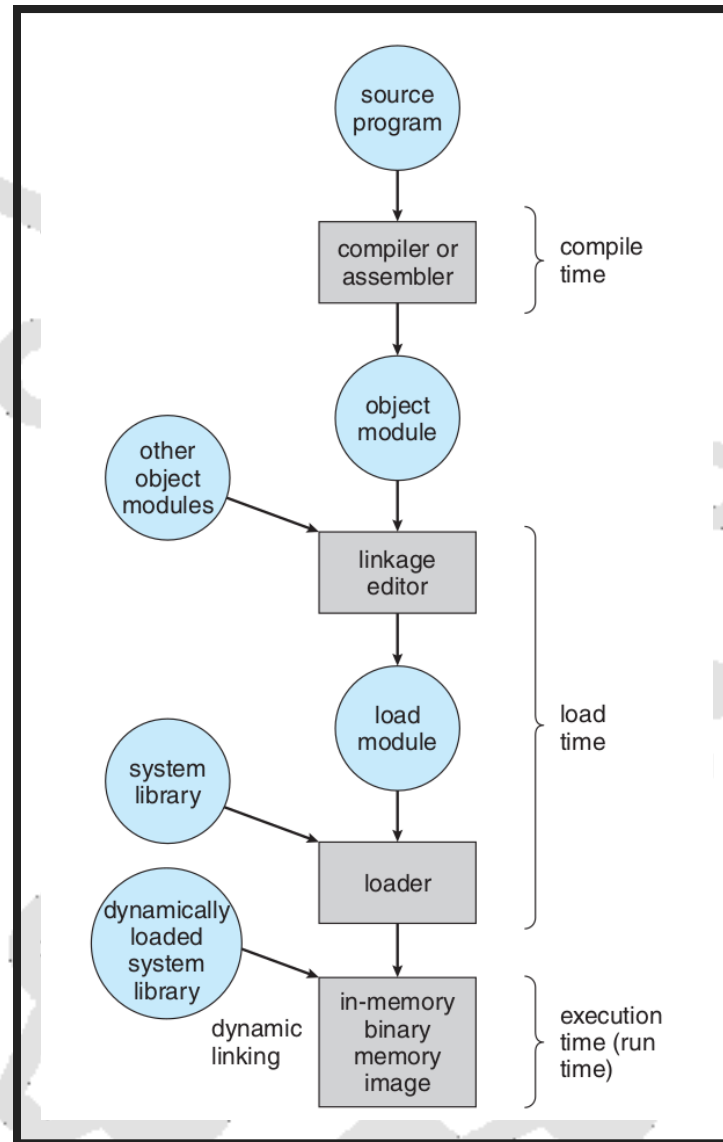 source
program
compiler or
assembler
compile
time
object
module
other
object
modules
linkage
editor
load
module
load
time
system
library
loader
dynamically
loaded
system
library
dynamic
linking
in-memory
binary
memory
image
execution
time (run
time)